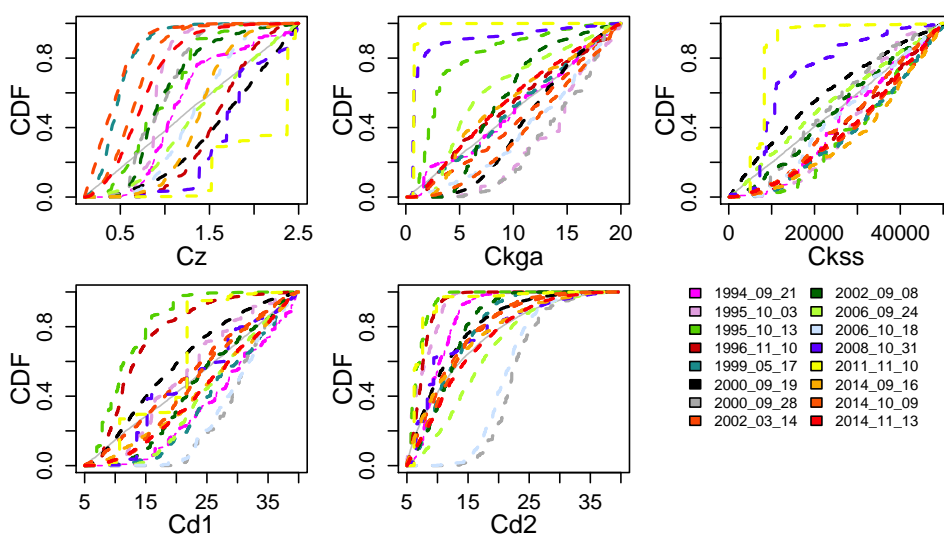 CDF
0.0 0.4 0.8
0.5 1.5 2.5
Cz
CDF
0.0 0.4 0.8
0 5 10 15 20
Ckga
CDF
0.0 0.4 0.8
0 20000 40000
Ckss
CDF
0.0 0.4 0.8
5 15 25 35
Cd1
CDF
0.0 0.4 0.8
5 15 25 35
Cd2
1994_09_21 2002_09_08
1995_10_03 2006_09_24
1995_10_13 2006_10_18
1996_11_10 2008_10_31
1999_05_17 2011_11_10
2000_09_19 2014_09_16
2000_09_28 2014_10_09
2002_03_14 2014_11_13